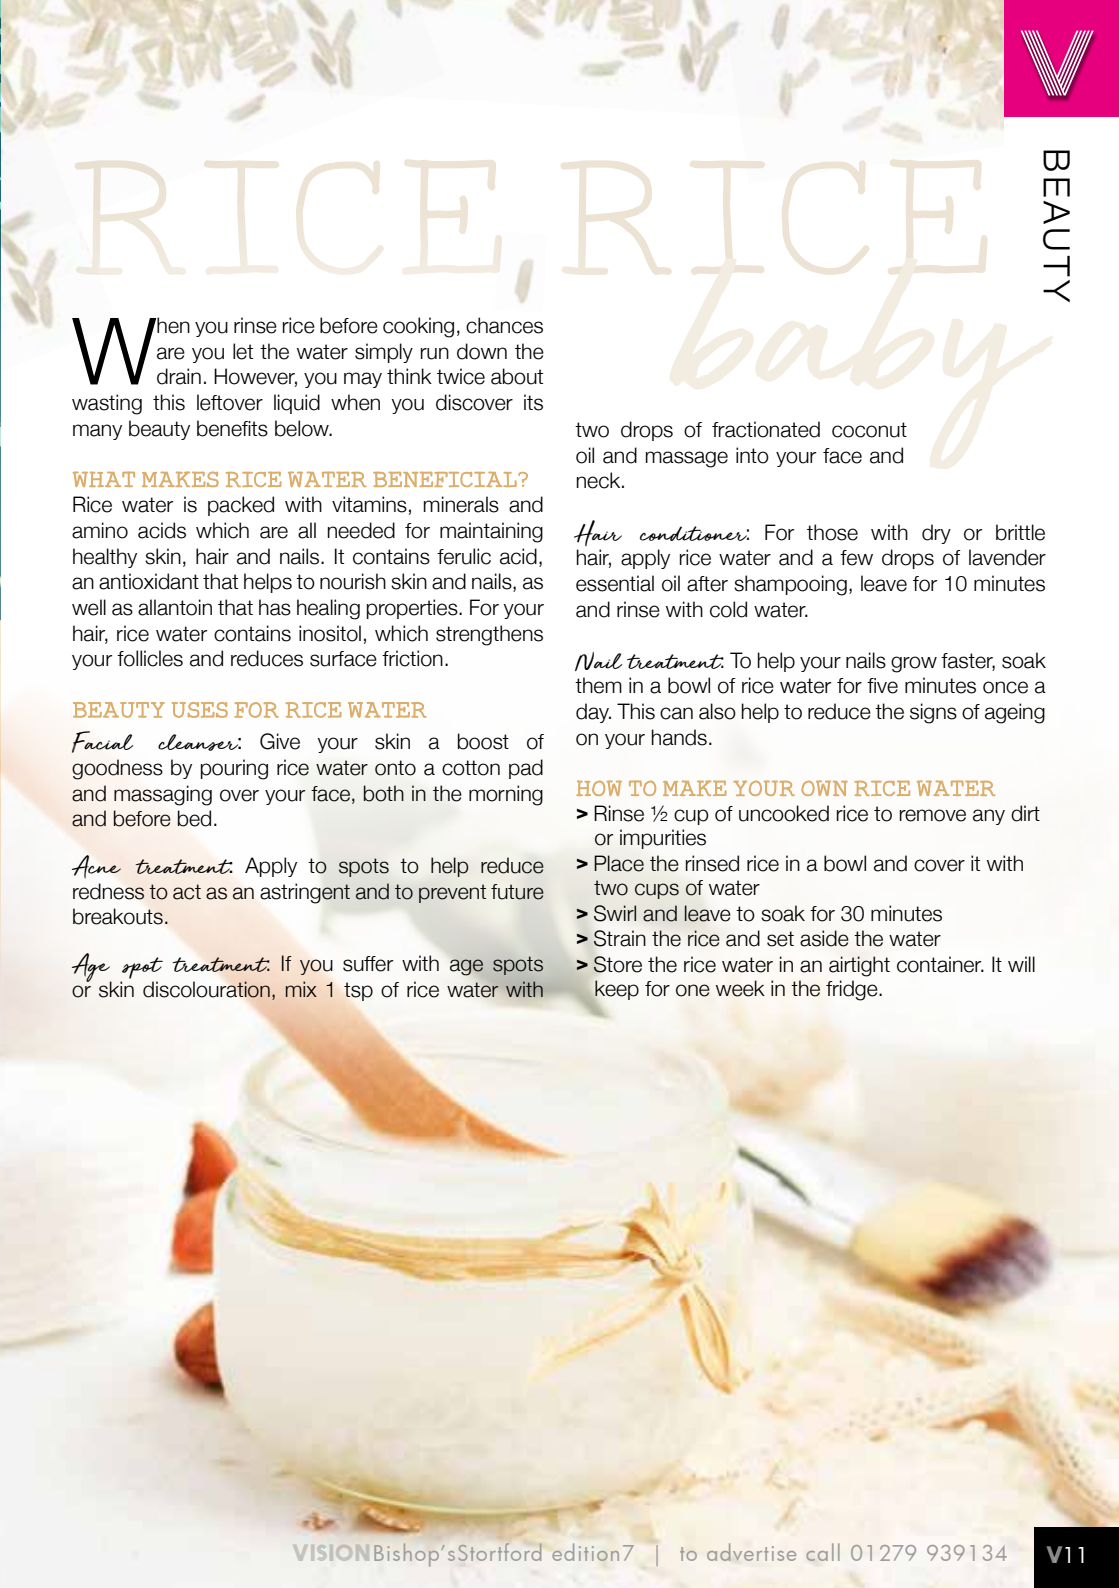 V
BEAUTY
RICE, RICE
baby
When you rinse rice before cooking, chances
are you let the water simply run down the
drain. However, you may think twice about
wasting this leftover liquid when you discover its
many beauty benefits below.
WHAT MAKES RICE WATER BENEFICIAL?
Rice water is packed with vitamins, minerals and
amino acids which are all needed for maintaining
healthy skin, hair and nails. It contains ferulic acid,
an antioxidant that helps to nourish skin and nails, as
well as allantoin that has healing properties. For your
hair, rice water contains inositol, which strengthens
your follicles and reduces surface friction.
BEAUTY USES FOR RICE WATER
Facial cleanser: Give your skin a boost of
goodness by pouring rice water onto a cotton pad
and massaging over your face, both in the morning
and before bed.
Acne treatment: Apply to spots to help reduce
redness to act as an astringent and to prevent future
breakouts.
Age spot treatment: If you suffer with age spots
or skin discolouration, mix 1 tsp of rice water with
two drops of fractionated coconut
oil and massage into your face and
neck.
Hair conditioner: For those with dry or brittle
hair, apply rice water and a few drops of lavender
essential oil after shampooing, leave for 10 minutes
and rinse with cold water.
Nail treatment: To help your nails grow faster, soak
them in a bowl of rice water for five minutes once a
day. This can also help to reduce the signs of ageing
on your hands.
HOW TO MAKE YOUR OWN RICE WATER
> Rinse ½ cup of uncooked rice to remove any dirt
or impurities
> Place the rinsed rice in a bowl and cover it with
two cups of water
> Swirl and leave to soak for 30 minutes
> Strain the rice and set aside the water
> Store the rice water in an airtight container. It will
keep for one week in the fridge.
VISIONBishop'sStortford edition7 | to advertise call 01279 939134
V11